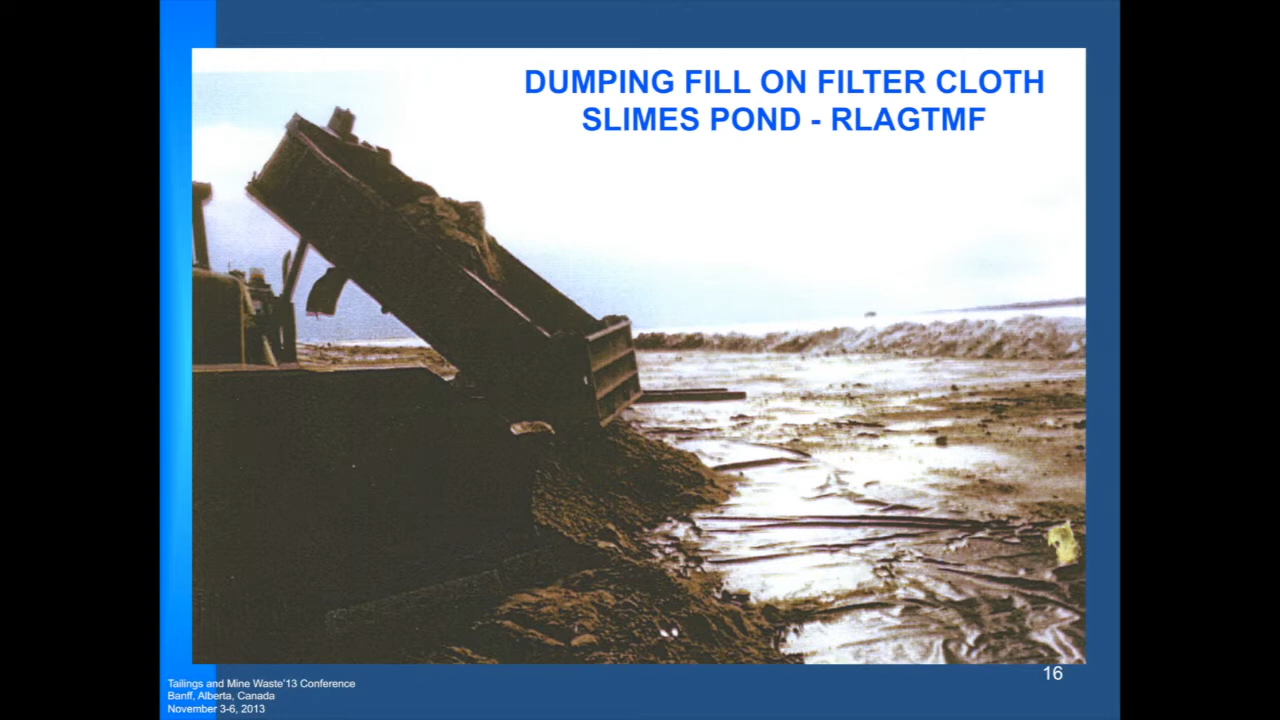 DUMPING FILL ON FILTER CLOTH
SLIMES POND - RLAGTMF
16
Tailings and Mine Waste'13 Conference
Banff, Alberta, Canada
November 3-6, 2013